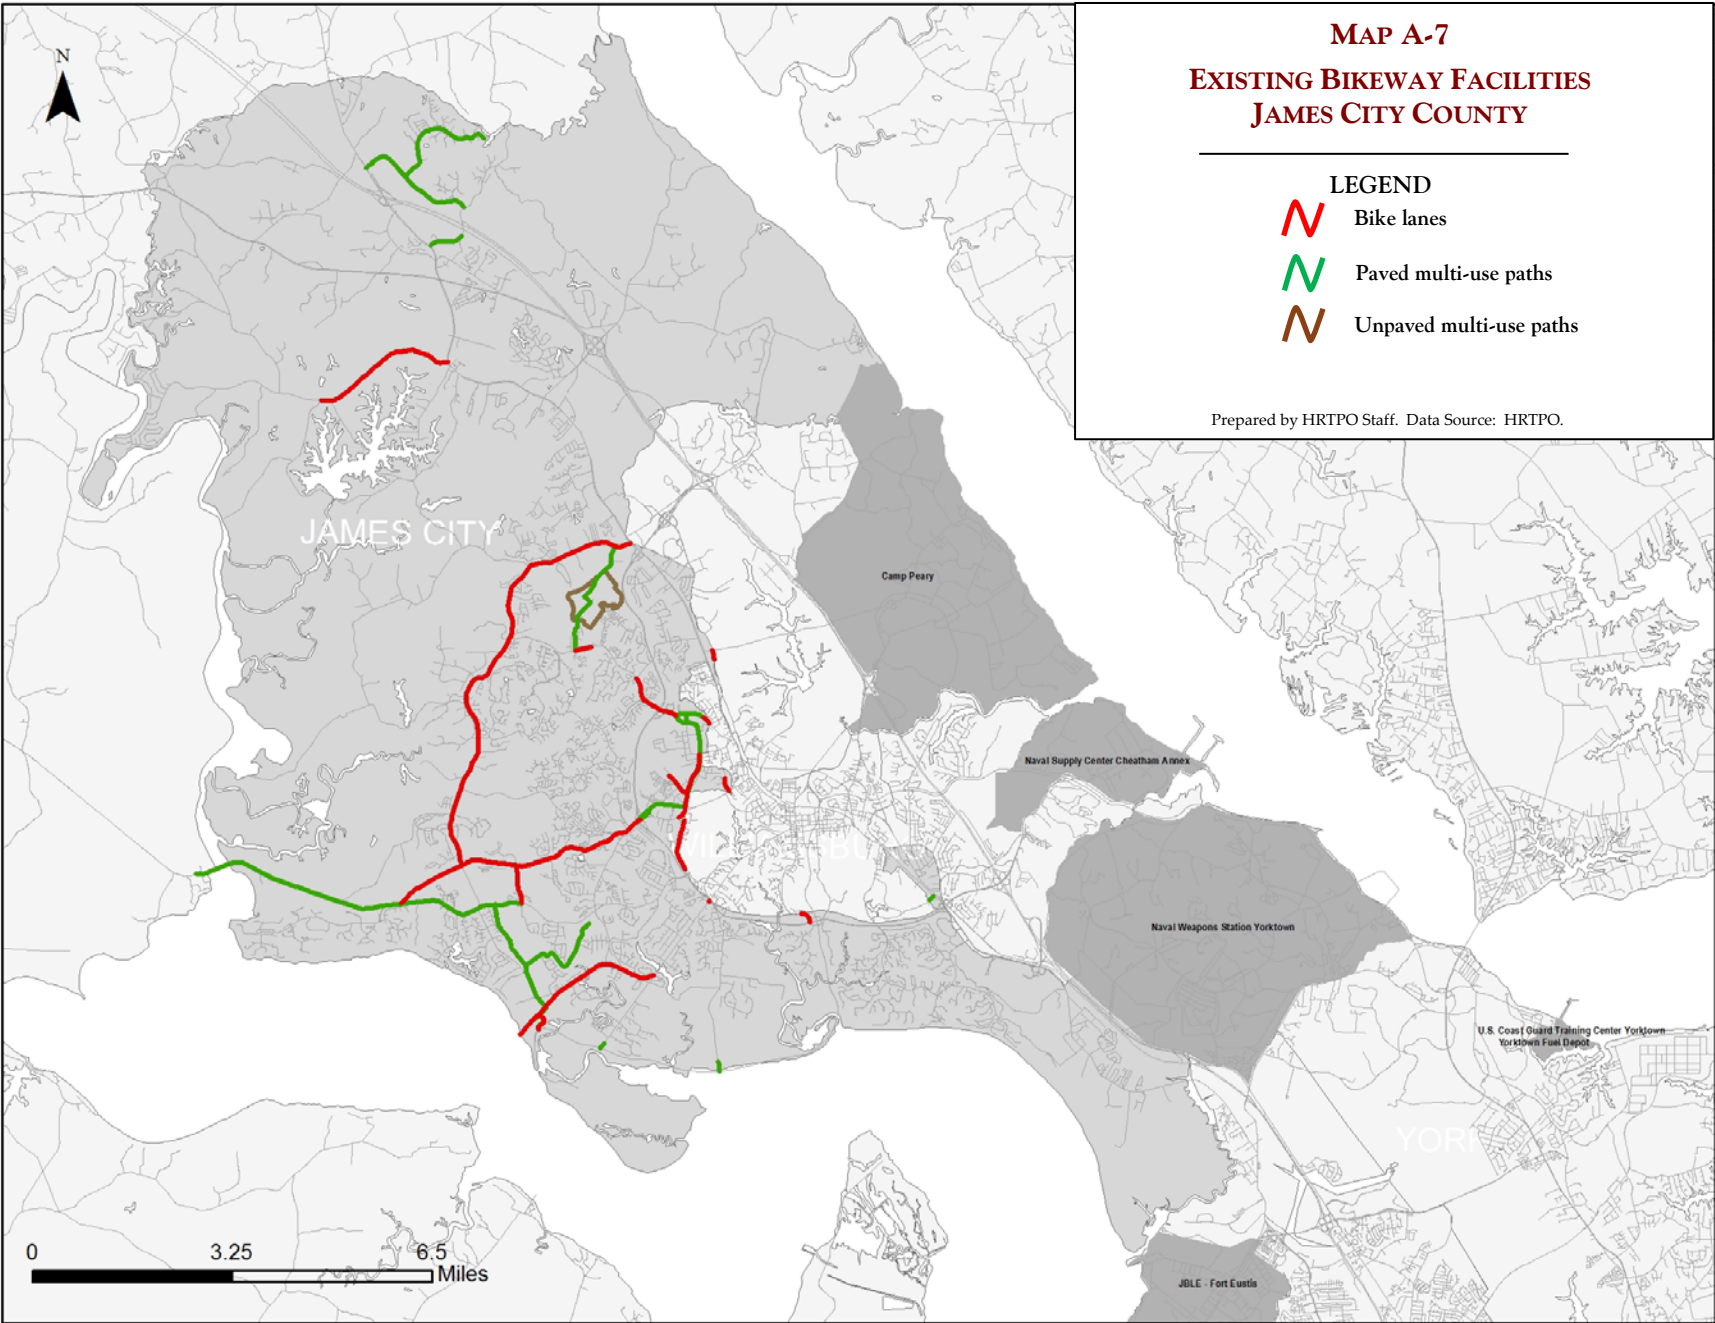 MAP A-7
EXISTING BIKEWAY FACILITIES
JAMES CITY COUNTY
LEGEND
Bike lanes
Paved multi-use paths
Unpaved multi-use paths
Prepared by HRTPO Staff. Data Source: HRTPO.
N
JAMES CITY
Camp Peary
Naval Supply Center Cheatham Annex
Naval Weapons Station Yorktown
U.S. Coast Guard Training Center Yorktown
Yorktown Fuel Depot
YORK
JBLE - Fort Eustis
0 3.25 6.5
Miles